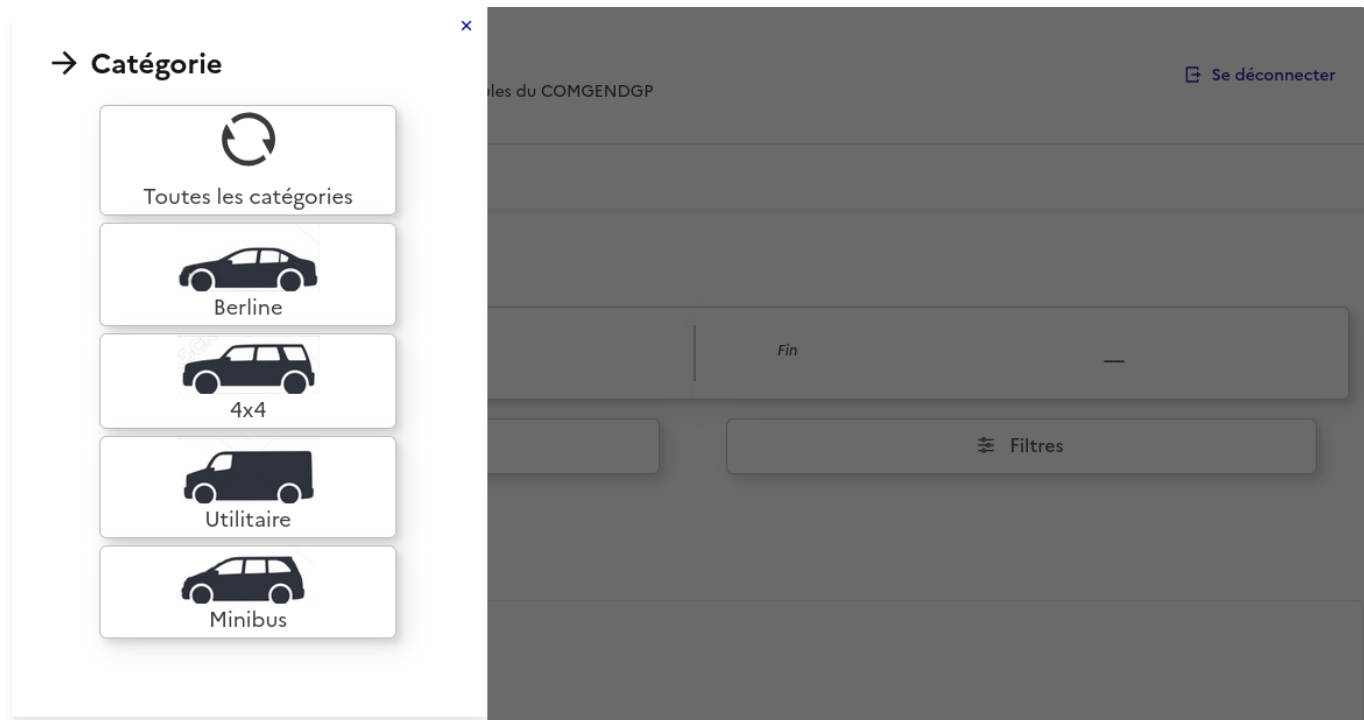 ×
Catégorie
Se déconnecter
les du COMGENDGP
Toutes les catégories
Berline
4x4
Utilitaire
Minibus
Fin
—
Filtres